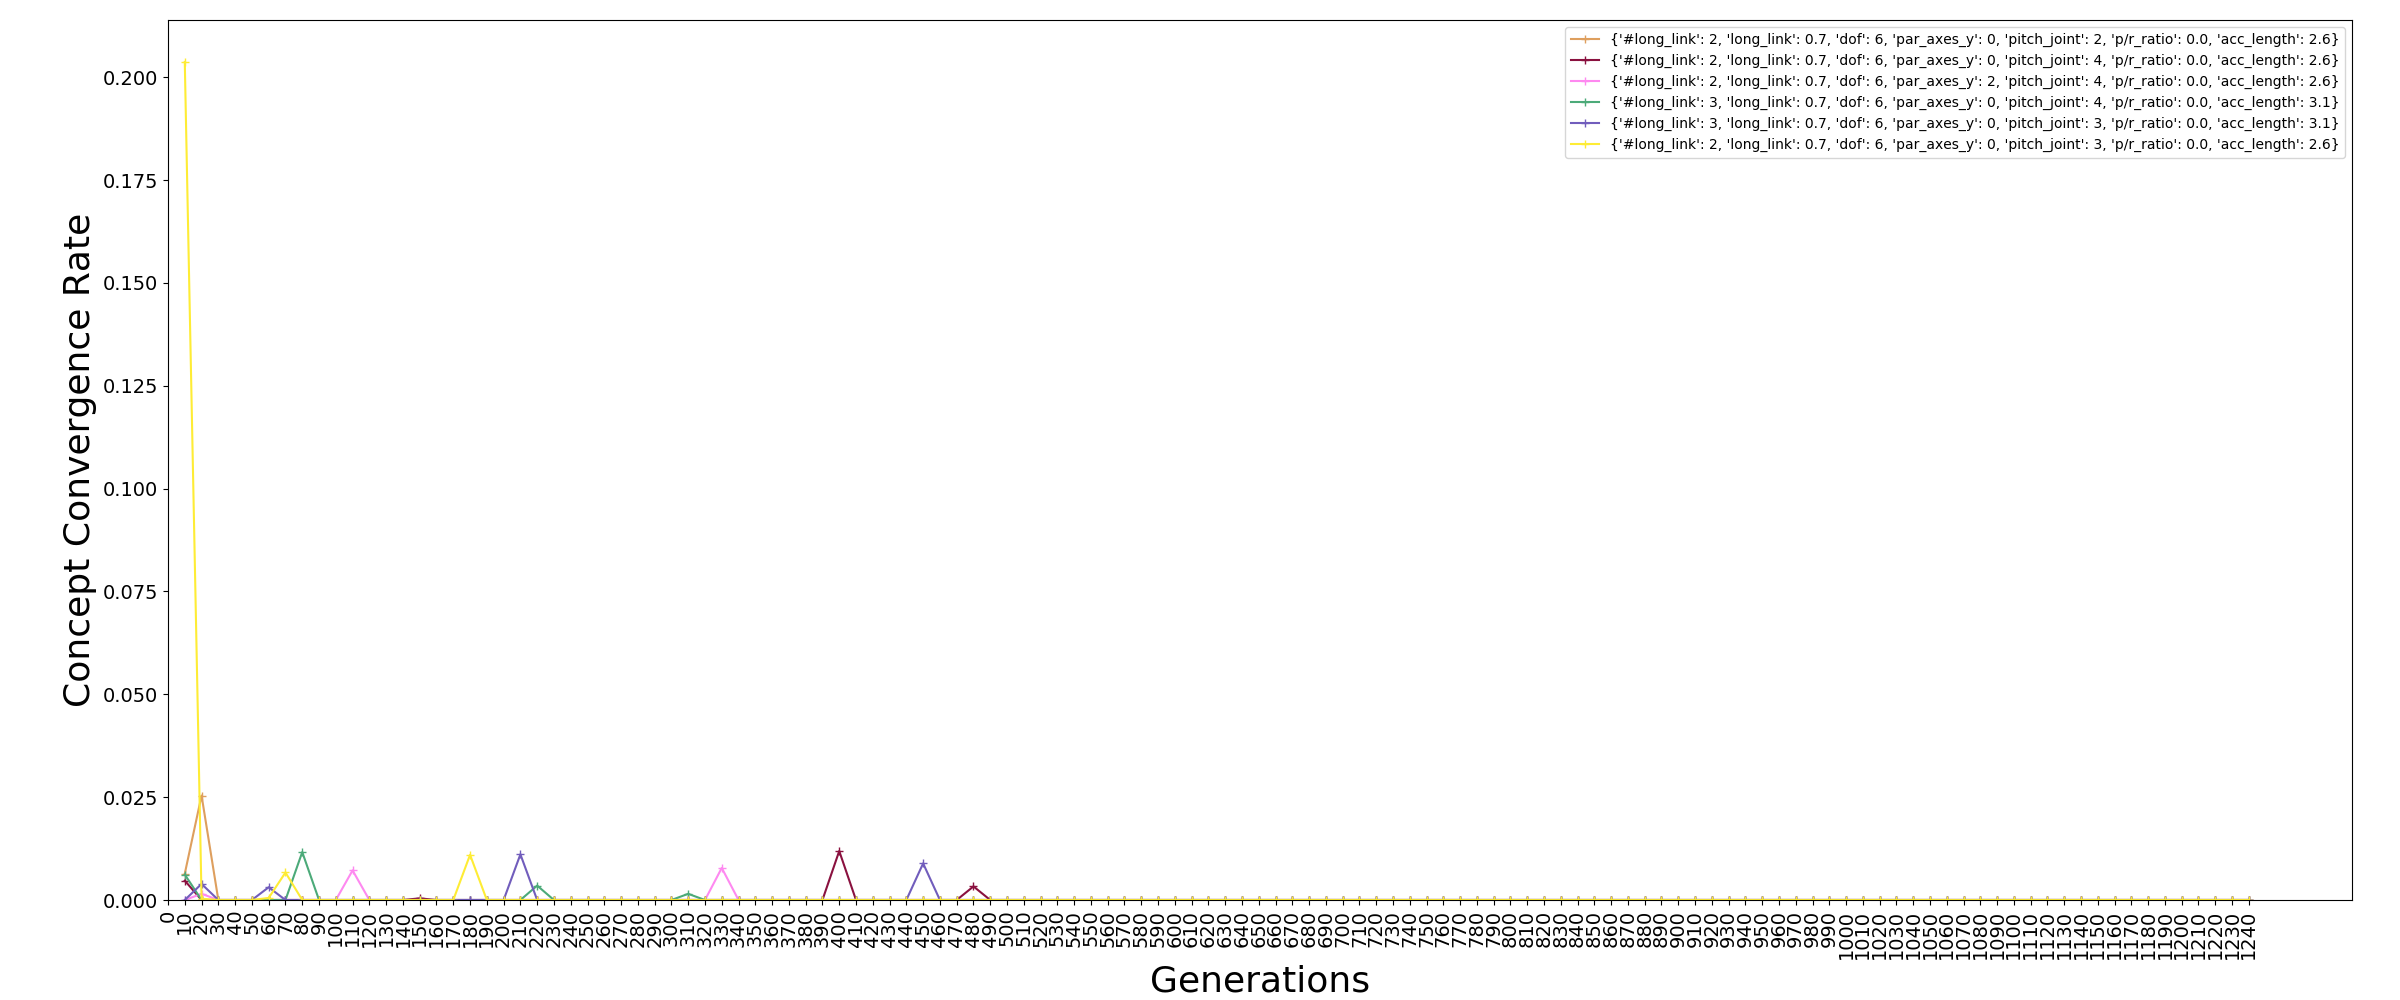 {'#long_link': 2, 'long_link': 0.7, 'dof': 6, 'par_axes_y': 0, 'pitch_joint': 2, 'p/r_ratio': 0.0, 'acc_length': 2.6}
{'#long_link': 2, 'long_link': 0.7, 'dof': 6, 'par_axes_y': 0, 'pitch_joint': 4, 'p/r_ratio': 0.0, 'acc_length': 2.6}
{'#long_link': 2, 'long_link': 0.7, 'dof': 6, 'par_axes_y': 2, 'pitch_joint': 4, 'p/r_ratio': 0.0, 'acc_length': 2.6}
{'#long_link': 3, 'long_link': 0.7, 'dof': 6, 'par_axes_y': 0, 'pitch_joint': 4, 'p/r_ratio': 0.0, 'acc_length': 3.1}
{'#long_link': 3, 'long_link': 0.7, 'dof': 6, 'par_axes_y': 0, 'pitch_joint': 3, 'p/r_ratio': 0.0, 'acc_length': 3.1}
{'#long_link': 2, 'long_link': 0.7, 'dof': 6, 'par_axes_y': 0, 'pitch_joint': 3, 'p/r_ratio': 0.0, 'acc_length': 2.6}
Concept Convergence Rate
0.200
0.175
0.150
0.125
0.100
0.075
0.050
0.025
0.000
0 10 20 30 40 50 60 70 80 90 100 110 120 130 140 150 160 170 180 190 200 210 220 230 240 250 260 270 280 290 300 310 320 330 340 350 360 370 380 390 400 410 420 430 440 450 460 470 480 490 500 510 520 530 540 550 560 570 580 590 600 610 620 630 640 650 660 670 680 690 700 710 720 730 740 750 760 770 780 790 800 810 820 830 840 850 860 870 880 890 900 910 920 930 940 950 960 970 980 990 1000 1010 1020 1030 1040 1050 1060 1070 1080 1090 1100 1110 1120 1130 1140 1150 1160 1170 1180 1190 1200 1210 1220 1230 1240
Generations